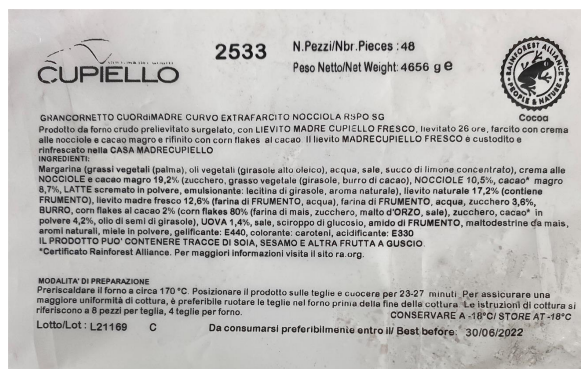 CUPIELLO
2533
N.Pezzi/Nbr.Pieces : 48
Peso Netto/Net Weight: 4656 g e
RAINFOREST ALLIANCE
PEOPLE & NATURE
Cocoa
GRANCORNETTO CUORdiMADRE CURVO EXTRAFARCITO NOCCIOLA RSPO SG
Prodotto da forno crudo prelievitato surgelato, con LIEVITO MADRE CUPIELLO FRESCO, lievitato 26 ore, farcito con crema
alle nocciole e cacao magro e rifinito con corn flakes al cacao Il lievito MADRECUPIELLO FRESCO è custodito e
rinfrescato nella CASA MADRECUPIELLO
INGREDIENTI:
Margarina (grassi vegetali (palma), oli vegetali (girasole alto oleico), acqua, sale, succo di limone concentrato), crema alle
NOCCIOLE e cacao magro 19,2% (zucchero, grasso vegetale (girasole, burro di cacao), NOCCIOLE 10,5%, cacao* magro
8,7%, LATTE scremato in polvere, emulsionante: lecitina di girasole, aroma naturale), lievito naturale 17,2% (contiene
FRUMENTO), lievito madre fresco 12,6% (farina di FRUMENTO, acqua), farina di FRUMENTO, acqua, zucchero 3,6%,
BURRO, corn flakes al cacao 2% (corn flakes 80% (farina di mais, zucchero, malto d'ORZO, sale), zucchero, cacao* in
polvere 4,2%, olio di semi di girasole), UOVA 1,4%, sale, sciroppo di glucosio, amido di FRUMENTO, maltodestrine da mais,
aromi naturali, miele in polvere, gelificante: E440, colorante: caroteni, acidificante: E330
IL PRODOTTO PUO' CONTENERE TRACCE DI SOIA, SESAMO E ALTRA FRUTTA A GUSCIO.
*Certificato Rainforest Alliance. Per maggiori informazioni visita il sito ra.org.
MODALITA' DI PREPARAZIONE
Preriscaldare il forno a circa 170 °C. Posizionare il prodotto sulle teglie e cuocere per 23-27 minuti Per assicurare una
maggiore uniformità di cottura, è preferibile ruotare le teglie nel forno prima della fine della cottura Le istruzioni di cottura si
riferiscono a 8 pezzi per teglia, 4 teglie per forno.
CONSERVARE A -18°C/ STORE AT -18°C
Lotto/Lot : L21169 C
Da consumarsi preferibilmente entro il/ Best before: 30/06/2022